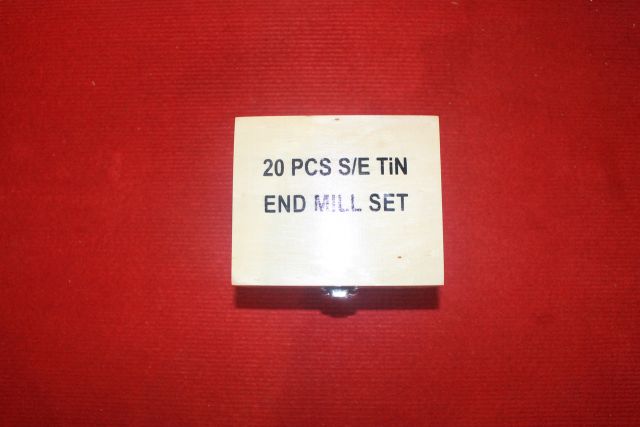 20 PCS S/E TiN
END MILL SET